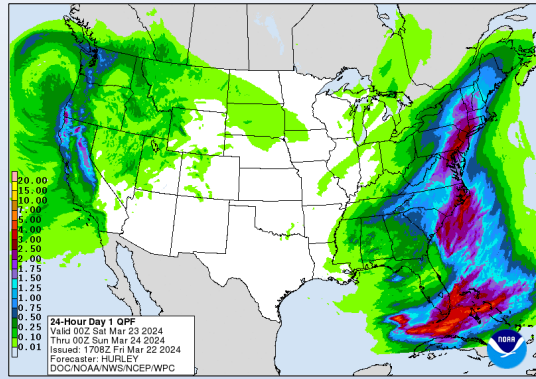 20.00
15.00
10.00
7.00
5.00
4.00
3.00
2.50
2.00
1.75
1.50
1.25
1.00
0.75
0.50
0.25
0.10
0.01
24-Hour Day 1 QPF
Valid 00Z Sat Mar 23 2024
Thru 00Z Sun Mar 24 2024
Issued: 1708Z Fri Mar 22 2024
Forecaster: HURLEY
DOC/NOAA/NWS/NCEP/WPC
NOAA